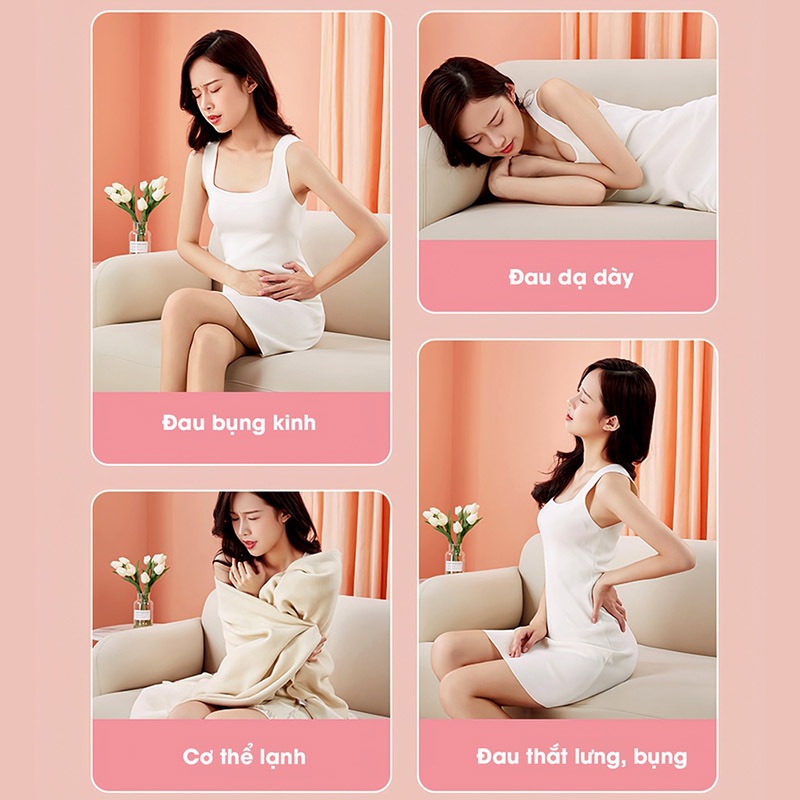 Đau bụng kinh
Đau dạ dày
Cơ thể lạnh
Đau thắt lưng, bụng